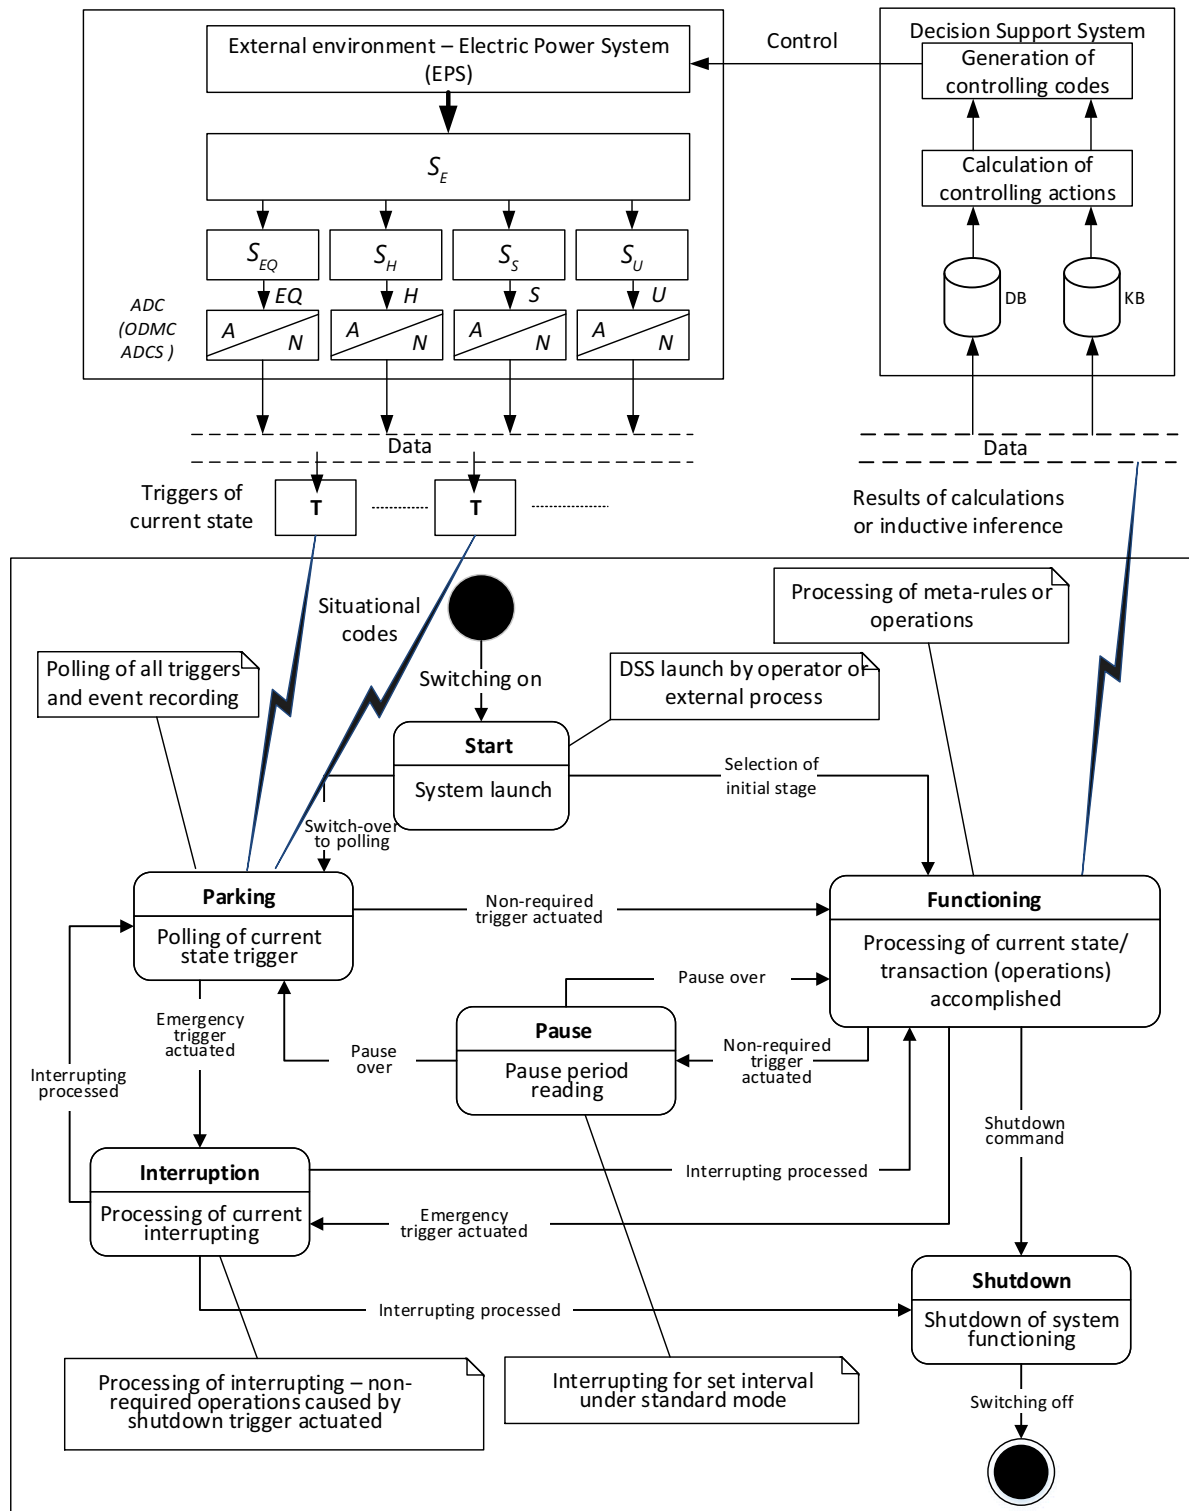 External environment – Electric Power System
(EPS)
Control
Decision Support System
Generation of
controlling codes
Calculation of
controlling actions
DB
KB
S_E
S_EQ
S_H
S_S
S_U
EQ
H
S
U
ADC
(ODMC
ADCS )
A
N
A
N
A
N
A
N
Data
Data
Triggers of
current state
T
T
Results of calculations
or inductive inference
Situational
codes
Processing of meta-rules or
operations
Polling of all triggers
and event recording
Switching on
DSS launch by operator or
external process
Start
System launch
Selection of
initial stage
Switch-over
to polling
Parking
Polling of current
state trigger
Non-required
trigger actuated
Functioning
Processing of current state/
transaction (operations)
accomplished
Pause over
Emergency
trigger
actuated
Pause
Pause period
reading
Pause
over
Non-required
trigger
actuated
Interrupting
processed
Shutdown
command
Interruption
Processing of current
interrupting
Interrupting processed
Emergency
trigger actuated
Shutdown
Shutdown of system
functioning
Interrupting processed
Processing of interrupting – non-
required operations caused by
shutdown trigger actuated
Interrupting for set interval
under standard mode
Switching off